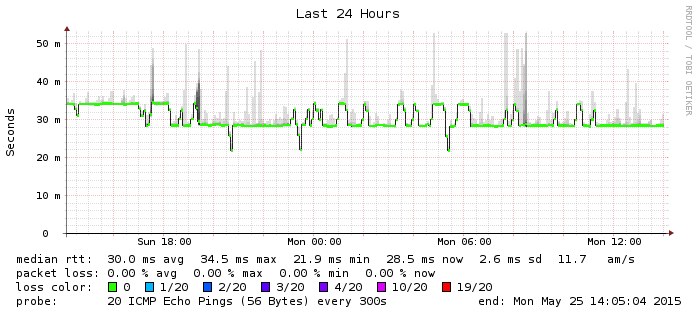 Last 24 Hours
RRDTOOL / TOBI OETIKER
Seconds
50 m
40 m
30 m
20 m
10 m
0
Sun 18:00 Mon 00:00 Mon 06:00 Mon 12:00
median rtt: 30.0 ms avg 34.5 ms max 21.9 ms min 28.5 ms now 2.6 ms sd 11.7 am/s
packet loss: 0.00 % avg 0.00 % max 0.00 % min 0.00 % now
loss color: 0 1/20 2/20 3/20 4/20 10/20 19/20
probe: 20 ICMP Echo Pings (56 Bytes) every 300s end: Mon May 25 14:05:04 2015